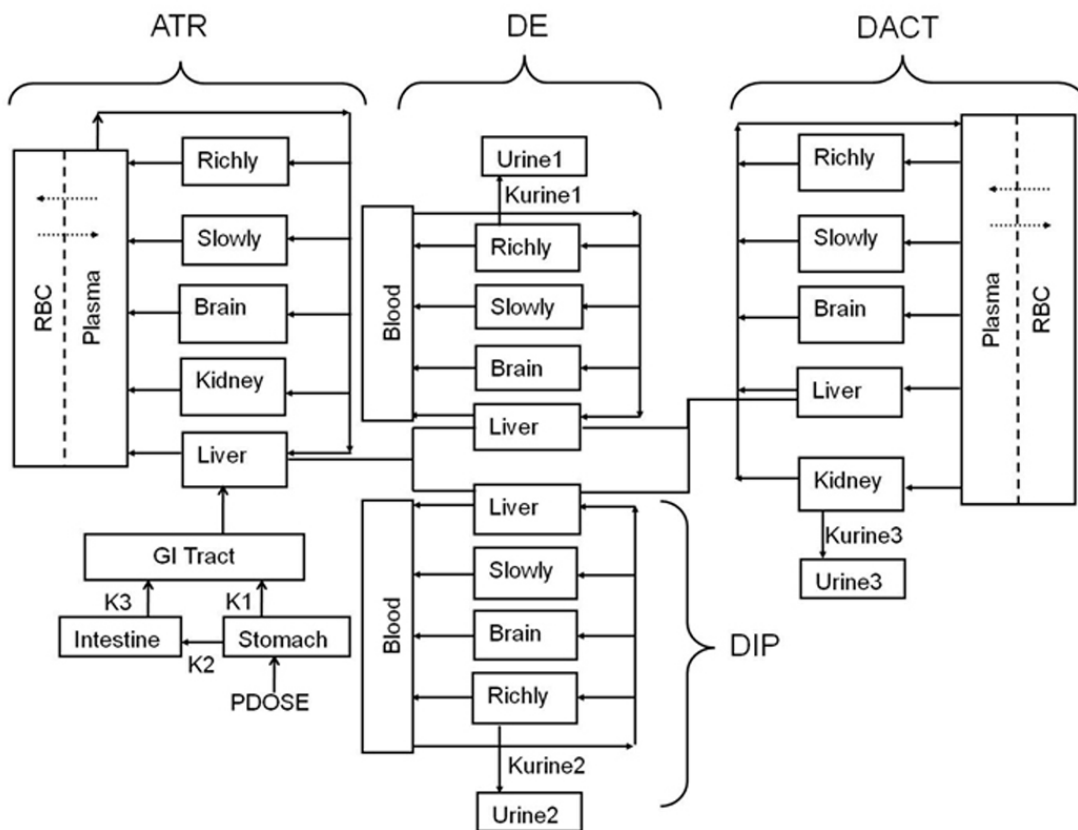 ATR
DE
DACT
RBC
Plasma
Richly
Slowly
Brain
Kidney
Liver
GI Tract
K3
K1
Intestine
Stomach
K2
PDOSE
Urine1
Kurine1
Blood
Richly
Slowly
Brain
Liver
Blood
Liver
Slowly
Brain
Richly
Kurine2
Urine2
DIP
Richly
Slowly
Brain
Liver
Kidney
Kurine3
Urine3
Plasma
RBC